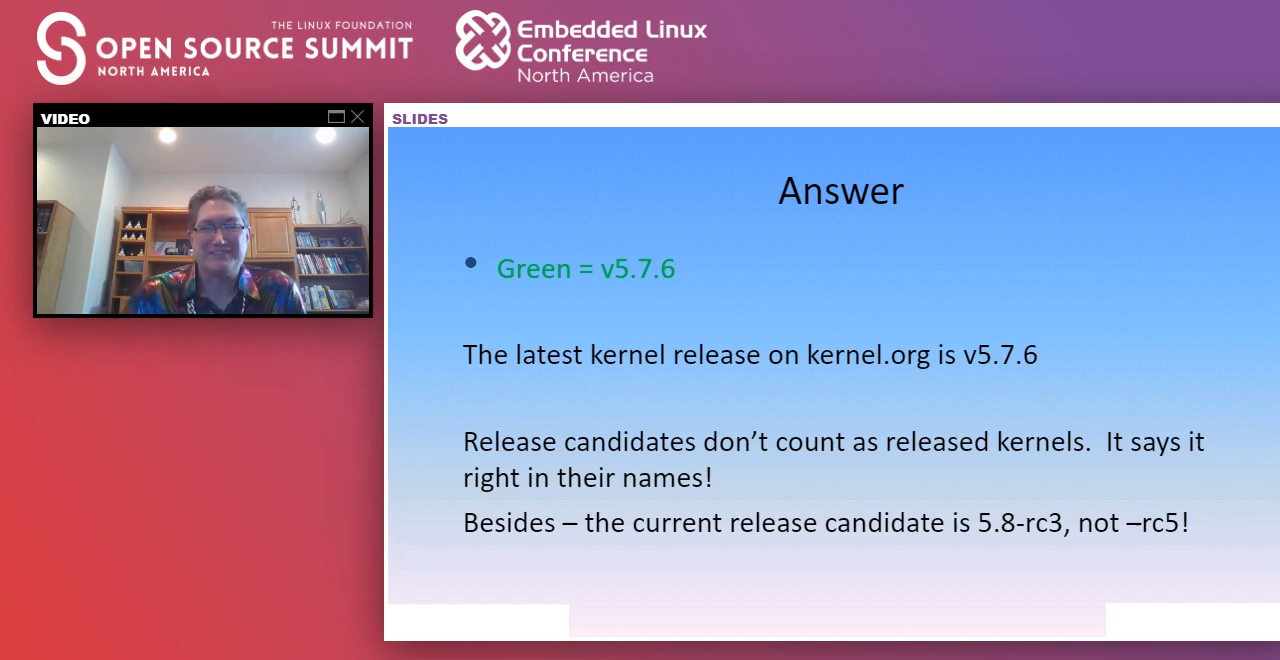 THE LINUX FOUNDATION
OPEN SOURCE SUMMIT
NORTH AMERICA
Embedded Linux
Conference
North America
VIDEO
SLIDES
Answer
• Green = v5.7.6
The latest kernel release on kernel.org is v5.7.6
Release candidates don’t count as released kernels.  It says it
right in their names!
Besides – the current release candidate is 5.8-rc3, not –rc5!